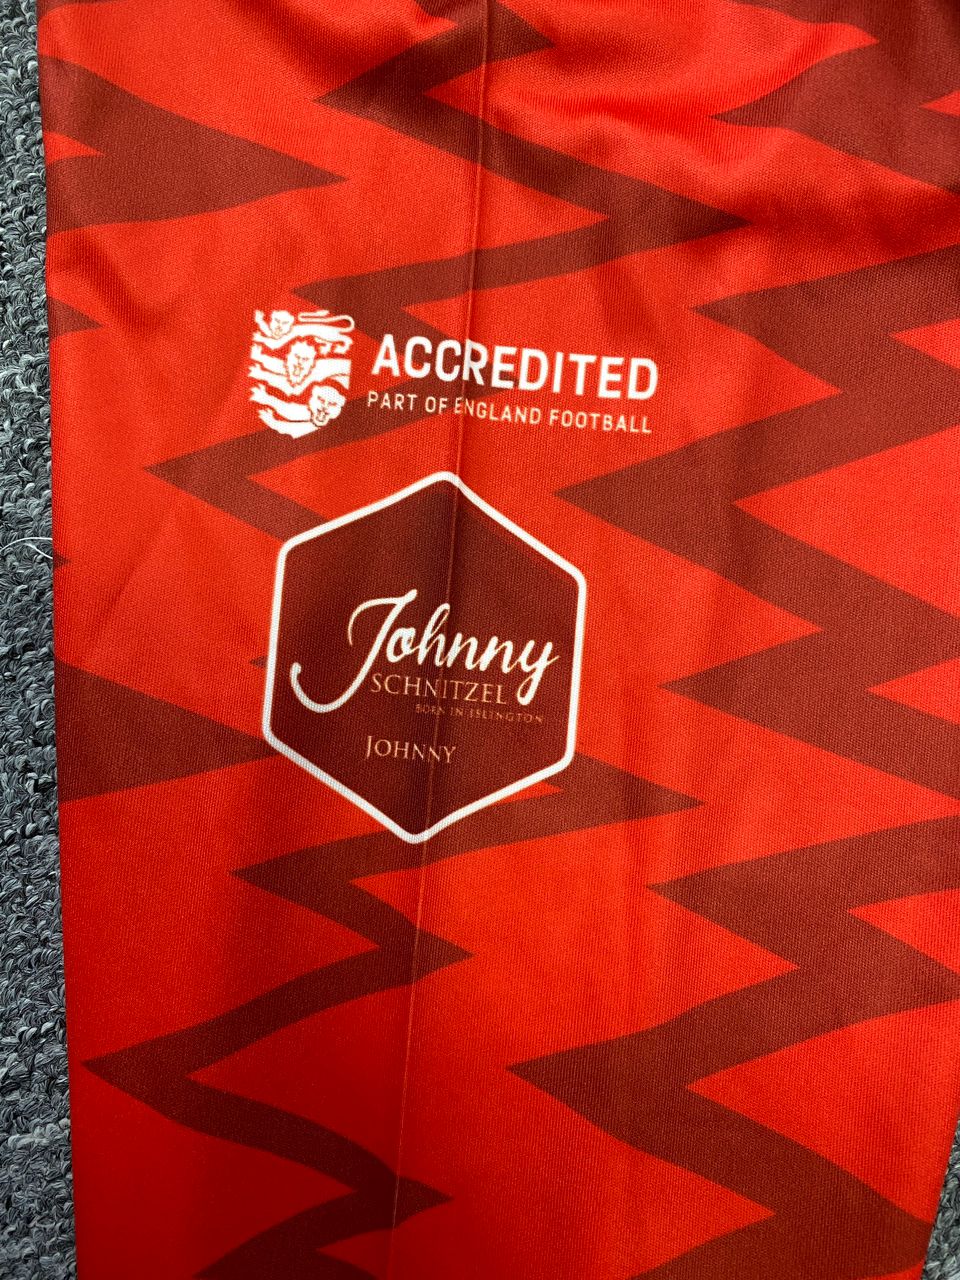 ACCREDITED
PART OF ENGLAND FOOTBALL
Johnny
SCHNITZEL
BORN IN ISLINGTON
JOHNNY